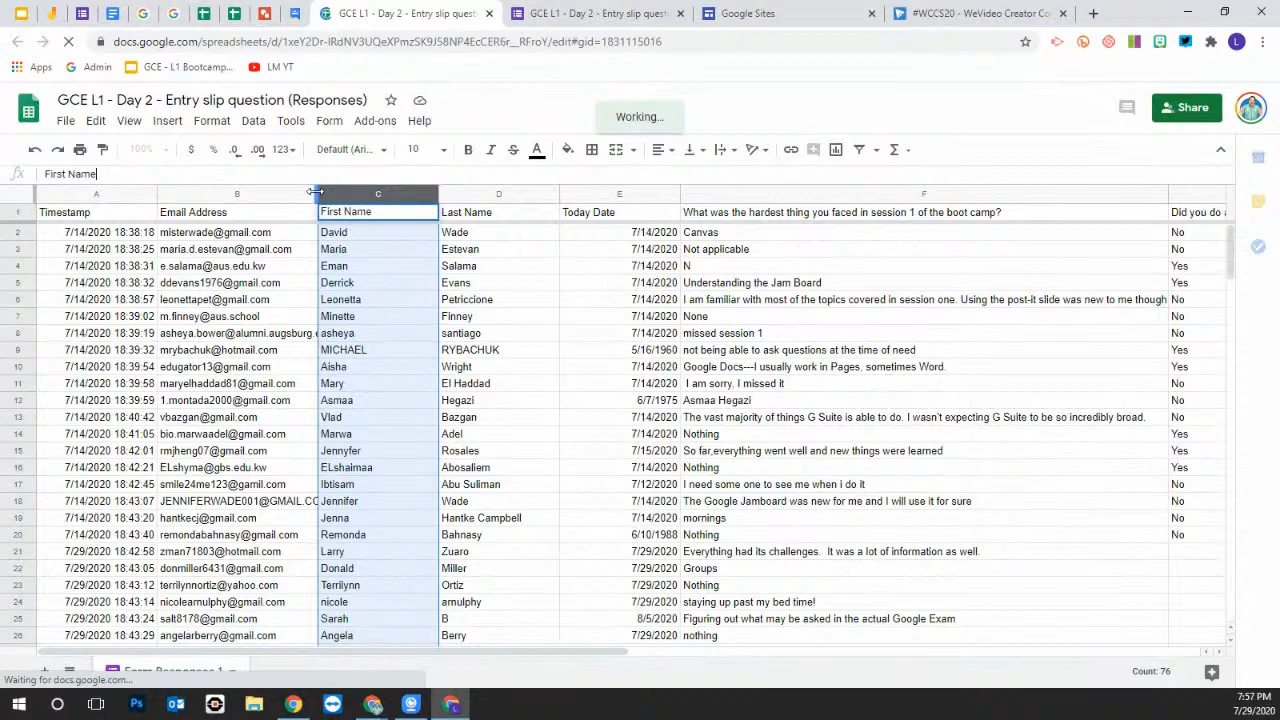 GCE L1 - Day 2 - Entry slip quest
GCE L1 - Day 2 - Entry slip quest
Google Sites
#WCCS20 - WeVideo Creator Co
docs.google.com/spreadsheets/d/1xeY2Dr-IRdNV3UQeXPmzSK9J58NP4EcCER6r__RFroY/edit#gid=1831115016
Apps
Admin
GCE - L1 Bootcamp...
LM YT
GCE L1 - Day 2 - Entry slip question (Responses)
Working...
Share
File Edit View Insert Format Data Tools Form Add-ons Help
100% $ % .0 .00 123 Default (Ari... 10 B I S A
fx First Name
A B C D E F
1 Timestamp Email Address First Name Last Name Today Date What was the hardest thing you faced in session 1 of the boot camp? Did you do
2 7/14/2020 18:38:18 misterwade@gmail.com David Wade 7/14/2020 Canvas No
3 7/14/2020 18:38:25 maria.d.estevan@gmail.com Maria Estevan 7/14/2020 Not applicable No
4 7/14/2020 18:38:31 e.salama@aus.edu.kw Eman Salama 7/14/2020 N Yes
5 7/14/2020 18:38:32 ddevans1976@gmail.com Derrick Evans 7/14/2020 Understanding the Jam Board Yes
6 7/14/2020 18:38:57 leonettapet@gmail.com Leonetta Petriccione 7/14/2020 I am familiar with most of the topics covered in session one. Using the post-it slide was new to me though No
7 7/14/2020 18:39:02 m.finney@aus.school Minette Finney 7/14/2020 None No
8 7/14/2020 18:39:19 asheya.bower@alumni.augsburg.e asheya santiago 7/14/2020 missed session 1 No
9 7/14/2020 18:39:32 mrybachuk@hotmail.com MICHAEL RYBACHUK 5/16/1960 not being able to ask questions at the time of need Yes
10 7/14/2020 18:39:54 edugator13@gmail.com Aisha Wright 7/14/2020 Google Docs---I usually work in Pages, sometimes Word. Yes
11 7/14/2020 18:39:58 maryelhaddad81@gmail.com Mary El Haddad 7/14/2020 I am sorry, I missed it No
12 7/14/2020 18:39:59 1.montada2000@gmail.com Asmaa Hegazi 6/7/1975 Asmaa Hegazi No
13 7/14/2020 18:40:42 vbazgan@gmail.com Vlad Bazgan 7/14/2020 The vast majority of things G Suite is able to do. I wasn't expecting G Suite to be so incredibly broad. No
14 7/14/2020 18:41:05 bio.marwaadel@gmail.com Marwa Adel 7/14/2020 Nothing Yes
15 7/14/2020 18:42:01 rmjheng07@gmail.com Jennyfer Rosales 7/15/2020 So far,everything went well and new things were learned Yes
16 7/14/2020 18:42:21 ELshyma@gbs.edu.kw ELshaimaa Abosaliem 7/14/2020 Nothing Yes
17 7/14/2020 18:42:45 smile24me123@gmail.com Ibtisam Abu Suliman 7/12/2020 I need some one to see me when i do it No
18 7/14/2020 18:43:07 JENNIFERWADE001@GMAIL.CC Jennifer Wade 7/14/2020 The Google Jamboard was new for me and I will use it for sure No
19 7/14/2020 18:43:20 hantkecj@gmail.com Jenna Hantke Campbell 7/14/2020 mornings No
20 7/14/2020 18:43:40 remondabahnasy@gmail.com Remonda Bahnasy 6/10/1988 Nothing No
21 7/29/2020 18:42:58 zman71803@hotmail.com Larry Zuaro 7/29/2020 Everything had its challenges. It was a lot of information as well.
22 7/29/2020 18:43:05 donmiller6431@gmail.com Donald Miller 7/29/2020 Groups
23 7/29/2020 18:43:12 terrilynnortiz@yahoo.com Terrilynn Ortiz 7/29/2020 Nothing
24 7/29/2020 18:43:14 nicolearnulphy@gmail.com nicole arnulphy 7/29/2020 staying up past my bed time!
25 7/29/2020 18:43:24 salt8178@gmail.com Sarah B 8/5/2020 Figuring out what may be asked in the actual Google Exam
26 7/29/2020 18:43:29 angelarberry@gmail.com Angela Berry 7/29/2020 nothing
Form Responses 1
Count: 76
Waiting for docs.google.com...
7:57 PM
7/29/2020